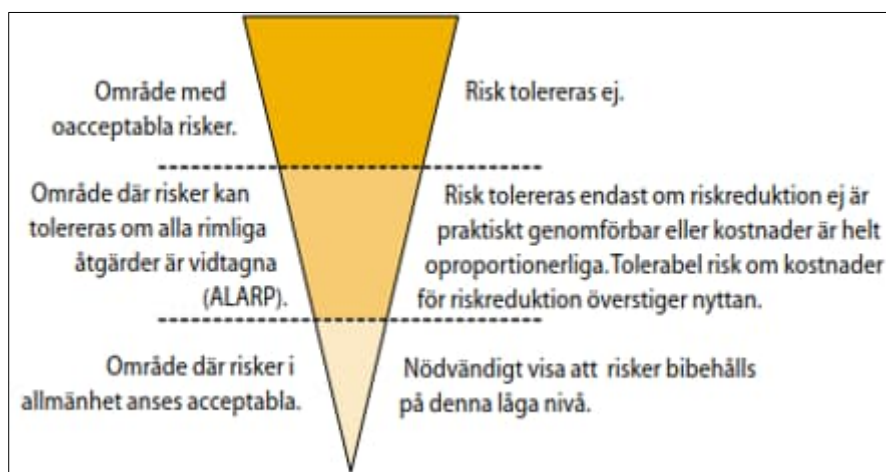 Område med
oacceptabla risker.
Risk tolereras ej.
Område där risker kan
tolereras om alla rimliga
åtgärder är vidtagna
(ALARP).
Risk tolereras endast om riskreduktion ej är
praktiskt genomförbar eller kostnader är helt
oproportionerliga. Tolerabel risk om kostnader
för riskreduktion överstiger nyttan.
Område där risker i
allmänhet anses acceptabla.
Nödvändigt visa att risker bibehålls
på denna låga nivå.